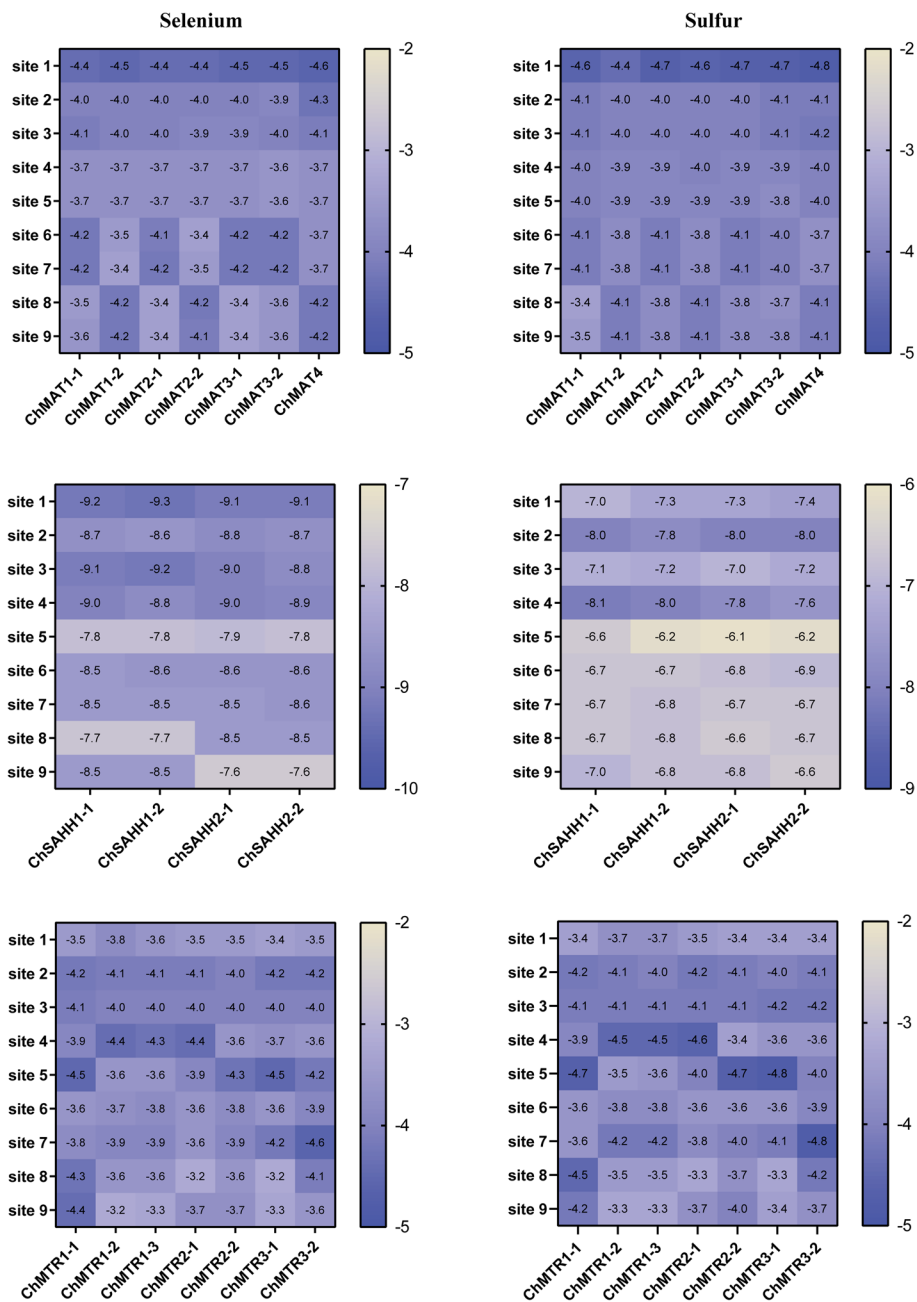 Selenium
Sulfur
site 1 -4.4 -4.5 -4.4 -4.4 -4.5 -4.5 -4.6
site 2 -4.0 -4.0 -4.0 -4.0 -4.0 -3.9 -4.3
site 3 -4.1 -4.0 -4.0 -3.9 -3.9 -4.0 -4.1
site 4 -3.7 -3.7 -3.7 -3.7 -3.7 -3.6 -3.7
site 5 -3.7 -3.7 -3.7 -3.7 -3.7 -3.6 -3.7
site 6 -4.2 -3.5 -4.1 -3.4 -4.2 -4.2 -3.7
site 7 -4.2 -3.4 -4.2 -3.5 -4.2 -4.2 -3.7
site 8 -3.5 -4.2 -3.4 -4.2 -3.4 -3.6 -4.2
site 9 -3.6 -4.2 -3.4 -4.1 -3.4 -3.6 -4.2
ChMAT1-1 ChMAT1-2 ChMAT2-1 ChMAT2-2 ChMAT3-1 ChMAT3-2 ChMAT4
-2
-3
-4
-5
site 1 -4.6 -4.4 -4.7 -4.6 -4.7 -4.7 -4.8
site 2 -4.1 -4.0 -4.0 -4.0 -4.0 -4.1 -4.1
site 3 -4.1 -4.0 -4.0 -4.0 -4.0 -4.1 -4.2
site 4 -4.0 -3.9 -3.9 -4.0 -3.9 -3.9 -4.0
site 5 -4.0 -3.9 -3.9 -3.9 -3.9 -3.8 -4.0
site 6 -4.1 -3.8 -4.1 -3.8 -4.1 -4.0 -3.7
site 7 -4.1 -3.8 -4.1 -3.8 -4.1 -4.0 -3.7
site 8 -3.4 -4.1 -3.8 -4.1 -3.8 -3.7 -4.1
site 9 -3.5 -4.1 -3.8 -4.1 -3.8 -3.8 -4.1
ChMAT1-1 ChMAT1-2 ChMAT2-1 ChMAT2-2 ChMAT3-1 ChMAT3-2 ChMAT4
-2
-3
-4
-5
site 1 -9.2 -9.3 -9.1 -9.1
site 2 -8.7 -8.6 -8.8 -8.7
site 3 -9.1 -9.2 -9.0 -8.8
site 4 -9.0 -8.8 -9.0 -8.9
site 5 -7.8 -7.8 -7.9 -7.8
site 6 -8.5 -8.6 -8.6 -8.6
site 7 -8.5 -8.5 -8.5 -8.6
site 8 -7.7 -7.7 -8.5 -8.5
site 9 -8.5 -8.5 -7.6 -7.6
ChSAHH1-1 ChSAHH1-2 ChSAHH2-1 ChSAHH2-2
-7
-8
-9
-10
site 1 -7.0 -7.3 -7.3 -7.4
site 2 -8.0 -7.8 -8.0 -8.0
site 3 -7.1 -7.2 -7.0 -7.2
site 4 -8.1 -8.0 -7.8 -7.6
site 5 -6.6 -6.2 -6.1 -6.2
site 6 -6.7 -6.7 -6.8 -6.9
site 7 -6.7 -6.8 -6.7 -6.7
site 8 -6.7 -6.8 -6.6 -6.7
site 9 -7.0 -6.8 -6.8 -6.6
ChSAHH1-1 ChSAHH1-2 ChSAHH2-1 ChSAHH2-2
-6
-7
-8
-9
site 1 -3.5 -3.8 -3.6 -3.5 -3.5 -3.4 -3.5
site 2 -4.2 -4.1 -4.1 -4.1 -4.0 -4.2 -4.2
site 3 -4.1 -4.0 -4.0 -4.0 -4.0 -4.0 -4.0
site 4 -3.9 -4.4 -4.3 -4.4 -3.6 -3.7 -3.6
site 5 -4.5 -3.6 -3.6 -3.9 -4.3 -4.5 -4.2
site 6 -3.6 -3.7 -3.8 -3.6 -3.8 -3.6 -3.9
site 7 -3.8 -3.9 -3.9 -3.6 -3.9 -4.2 -4.6
site 8 -4.3 -3.6 -3.6 -3.2 -3.6 -3.2 -4.1
site 9 -4.4 -3.2 -3.3 -3.7 -3.7 -3.3 -3.6
ChMTR1-1 ChMTR1-2 ChMTR1-3 ChMTR2-1 ChMTR2-2 ChMTR3-1 ChMTR3-2
-2
-3
-4
-5
site 1 -3.4 -3.7 -3.7 -3.5 -3.4 -3.4 -3.4
site 2 -4.2 -4.1 -4.0 -4.2 -4.1 -4.0 -4.1
site 3 -4.1 -4.1 -4.1 -4.1 -4.1 -4.2 -4.2
site 4 -3.9 -4.5 -4.5 -4.6 -3.4 -3.6 -3.6
site 5 -4.7 -3.5 -3.6 -4.0 -4.7 -4.8 -4.0
site 6 -3.6 -3.8 -3.8 -3.6 -3.6 -3.6 -3.9
site 7 -3.6 -4.2 -4.2 -3.8 -4.0 -4.1 -4.8
site 8 -4.5 -3.5 -3.5 -3.3 -3.7 -3.3 -4.2
site 9 -4.2 -3.3 -3.3 -3.7 -4.0 -3.4 -3.7
ChMTR1-1 ChMTR1-2 ChMTR1-3 ChMTR2-1 ChMTR2-2 ChMTR3-1 ChMTR3-2
-2
-3
-4
-5